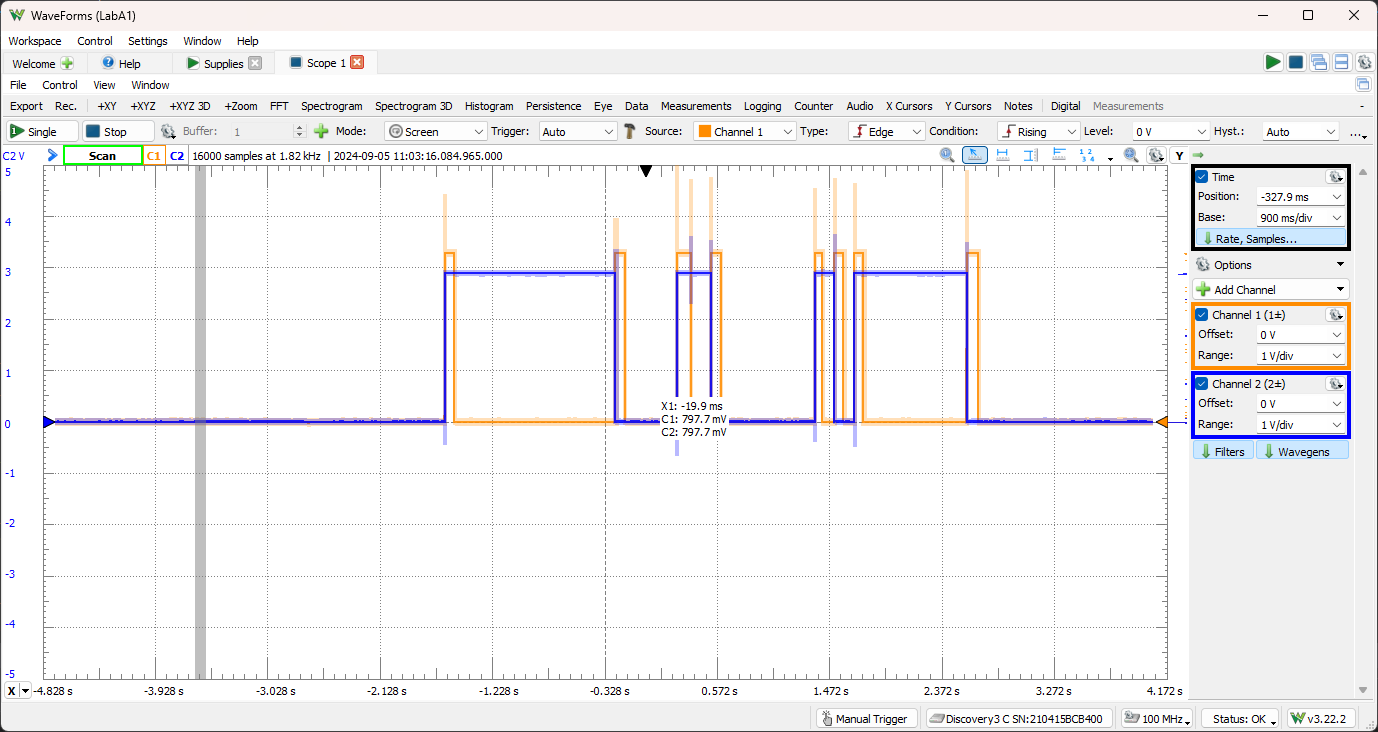 WaveForms (LabA1)
Workspace Control Settings Window Help
Welcome Help Supplies Scope 1
File Control View Window
Export Rec. +XY +XYZ +XYZ 3D +Zoom FFT Spectrogram Spectrogram 3D Histogram Persistence Eye Data Measurements Logging Counter Audio X Cursors Y Cursors Notes Digital Measurements -
Single Stop Buffer: 1 Mode: Screen Trigger: Auto Source: Channel 1 Type: Edge Condition: Rising Level: 0 V Hyst.: Auto ...
C2 V Scan C1 C2 16000 samples at 1.82 kHz | 2024-09-05 11:03:16.084.965.000 1 2 3 4 Y
5
4
3
2
1
0
-1
-2
-3
-4
-5
X1: -19.9 ms
C1: 797.7 mV
C2: 797.7 mV
X -4.828 s -3.928 s -3.028 s -2.128 s -1.228 s -0.328 s 0.572 s 1.472 s 2.372 s 3.272 s 4.172 s
Time
Position: -327.9 ms
Base: 900 ms/div
Rate, Samples...
Options
Add Channel
Channel 1 (1±)
Offset: 0 V
Range: 1 V/div
Channel 2 (2±)
Offset: 0 V
Range: 1 V/div
Filters Wavegens
Manual Trigger Discovery3 C SN:210415BCB400 100 MHz Status: OK v3.22.2